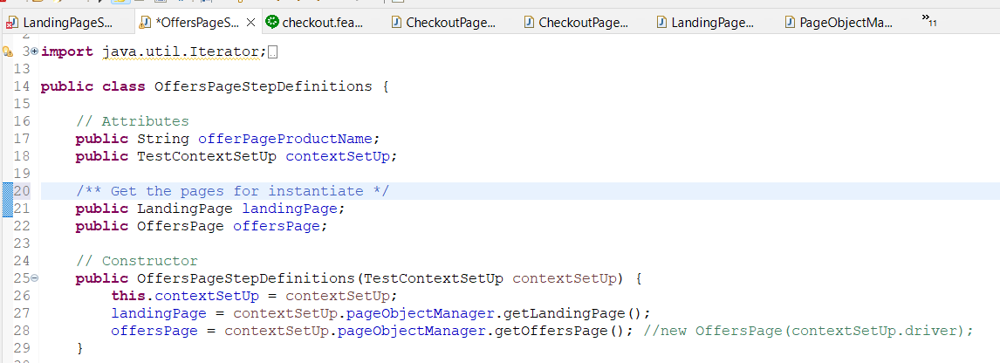 LandingPageS... *OffersPageS... checkout.fea... CheckoutPage... CheckoutPage... LandingPage... PageObjectMa... »11
2
3 import java.util.Iterator;
13
14 public class OffersPageStepDefinitions {
15
16 // Attributes
17 public String offerPageProductName;
18 public TestContextSetUp contextSetUp;
19
20 /** Get the pages for instantiate */
21 public LandingPage landingPage;
22 public OffersPage offersPage;
23
24 // Constructor
25 public OffersPageStepDefinitions(TestContextSetUp contextSetUp) {
26 this.contextSetUp = contextSetUp;
27 landingPage = contextSetUp.pageObjectManager.getLandingPage();
28 offersPage = contextSetUp.pageObjectManager.getOffersPage(); //new OffersPage(contextSetUp.driver);
29 }